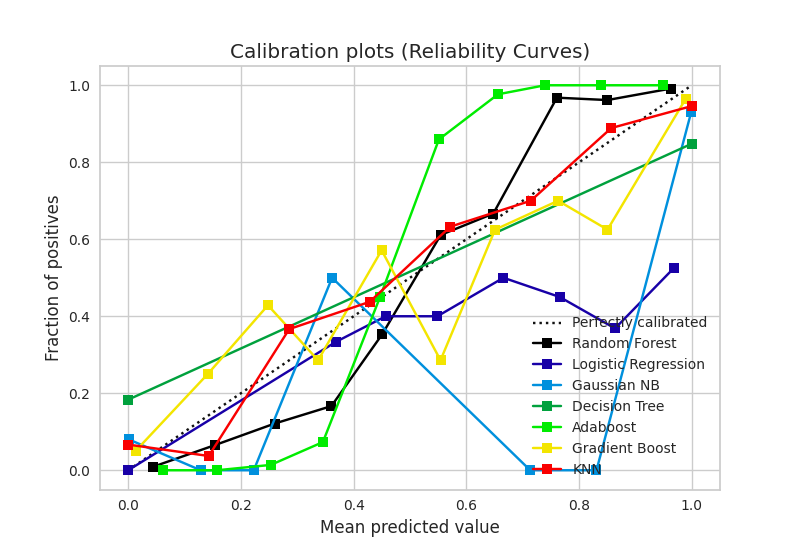 Calibration plots (Reliability Curves)
Fraction of positives
1.0
0.8
0.6
0.4
0.2
0.0
0.0 0.2 0.4 0.6 0.8 1.0
Mean predicted value
Perfectly calibrated
Random Forest
Logistic Regression
Gaussian NB
Decision Tree
Adaboost
Gradient Boost
KNN